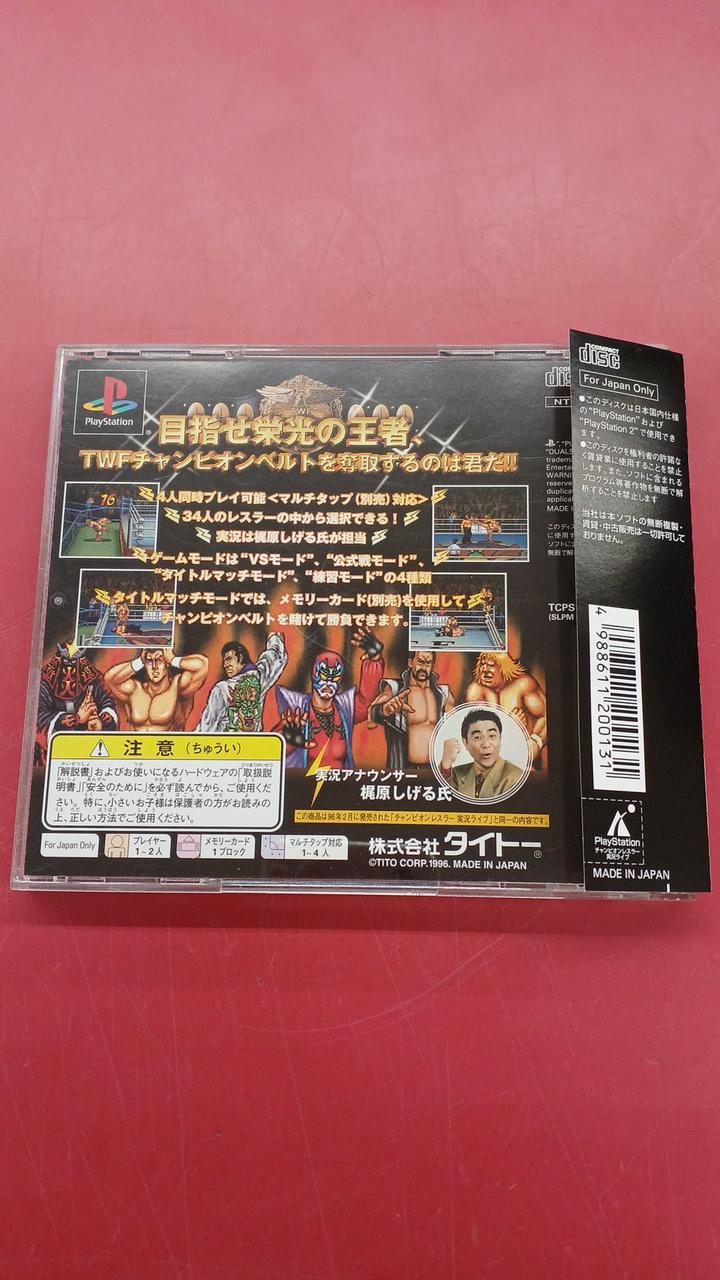 PlayStation
TWF
目指せ栄光の王者、
TWFチャンピオンベルトを奪取するのは君だ!!
4人同時プレイ可能<マルチタップ(別売)対応>
34人のレスラーの中から選択できる!
実況は梶原しげる氏が担当
ゲームモードは"VSモード"、"公式戦モード"、
"タイトルマッチモード"、"練習モード"の4種類
タイトルマッチモードでは、メモリーカード(別売)を使用して
チャンピオンベルトを賭けて勝負できます。
16
注意(ちゅうい)
「解説書」およびお使いになるハードウェアの「取扱説
明書」「安全のために」を必ず読んでから、ご使用くだ
さい。特に、小さいお子様は保護者の方がお読みの
上、正しい方法でご使用ください。
実況アナウンサー
梶原しげる氏
この商品は96年2月に発売された「チャンピオンレスラー 実況ライブ」と同一の内容です。
For Japan Only
プレイヤー
1~2人
メモリーカード
1ブロック
マルチタップ対応
1~4人
株式会社タイトー®
©TITO CORP.1996. MADE IN JAPAN
NT
TCPS
(SLPM
COMPACT
disc
For Japan Only
●このディスクは日本国内仕様
の"PlayStation"および
"PlayStation 2"で使用でき
ます。
●このディスクを権利者の許諾な
く賃貸業に使用することを禁止
します。また、ソフトに含まれる
プログラム等著作物を無断で解
析することを禁止します
当社は本ソフトの無断複製・
賃貸・中古販売は一切許可して
おりません。
4 988611 200131
PlayStation
チャンピオンレスラー
実況ライブ
MADE IN JAPAN